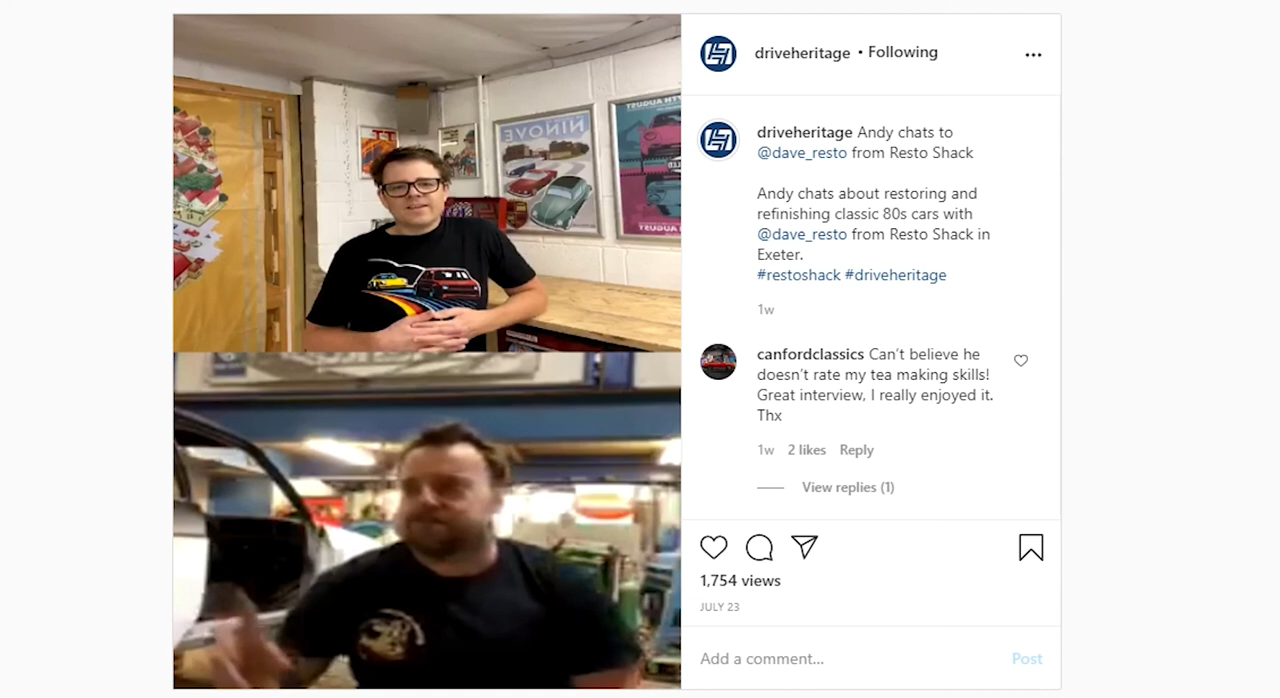 driveheritage • Following
driveheritage Andy chats to
@dave_resto from Resto Shack
Andy chats about restoring and
refinishing classic 80s cars with
@dave_resto from Resto Shack in
Exeter.
#restoshack #driveheritage
1w
canfordclassics Can't believe he
doesn't rate my tea making skills!
Great interview, I really enjoyed it.
Thx
1w 2 likes Reply
View replies (1)
1,754 views
JULY 23
Add a comment... Post
NINOVE
TT